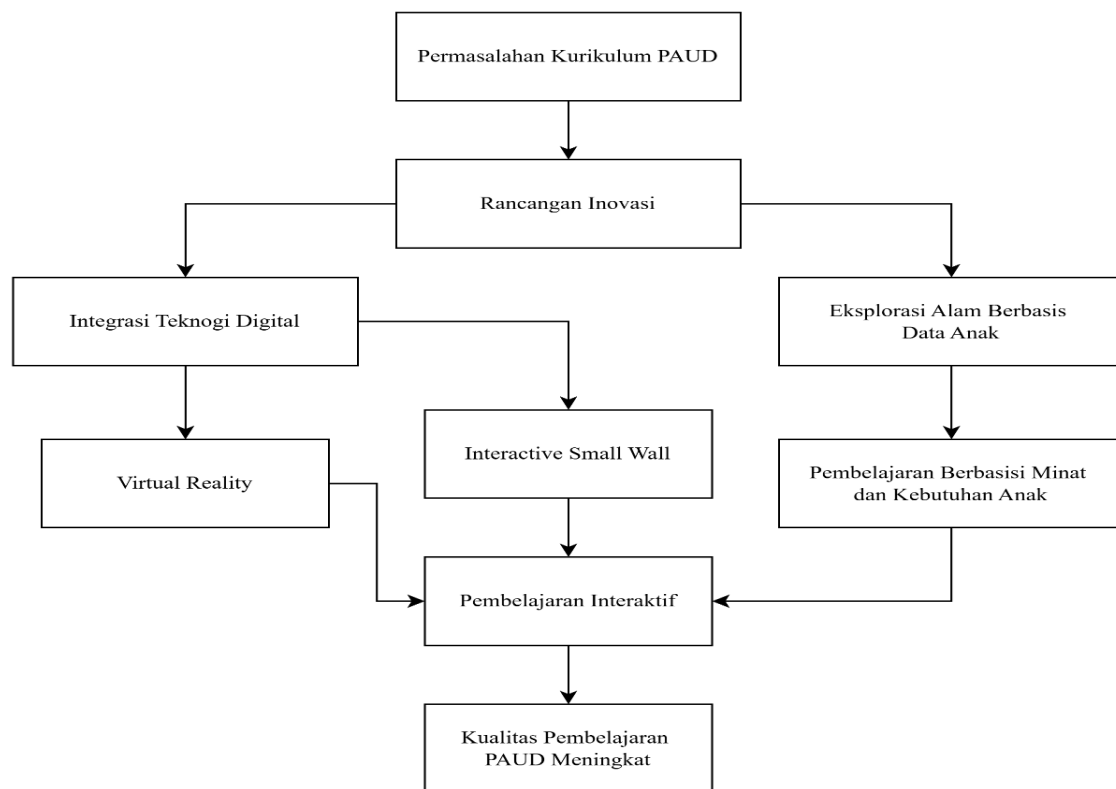 Permasalahan Kurikulum PAUD
Rancangan Inovasi
Integrasi Teknogi Digital
Eksplorasi Alam Berbasis
Data Anak
Virtual Reality
Interactive Small Wall
Pembelajaran Berbasisi Minat
dan Kebutuhan Anak
Pembelajaran Interaktif
Kualitas Pembelajaran
PAUD Meningkat